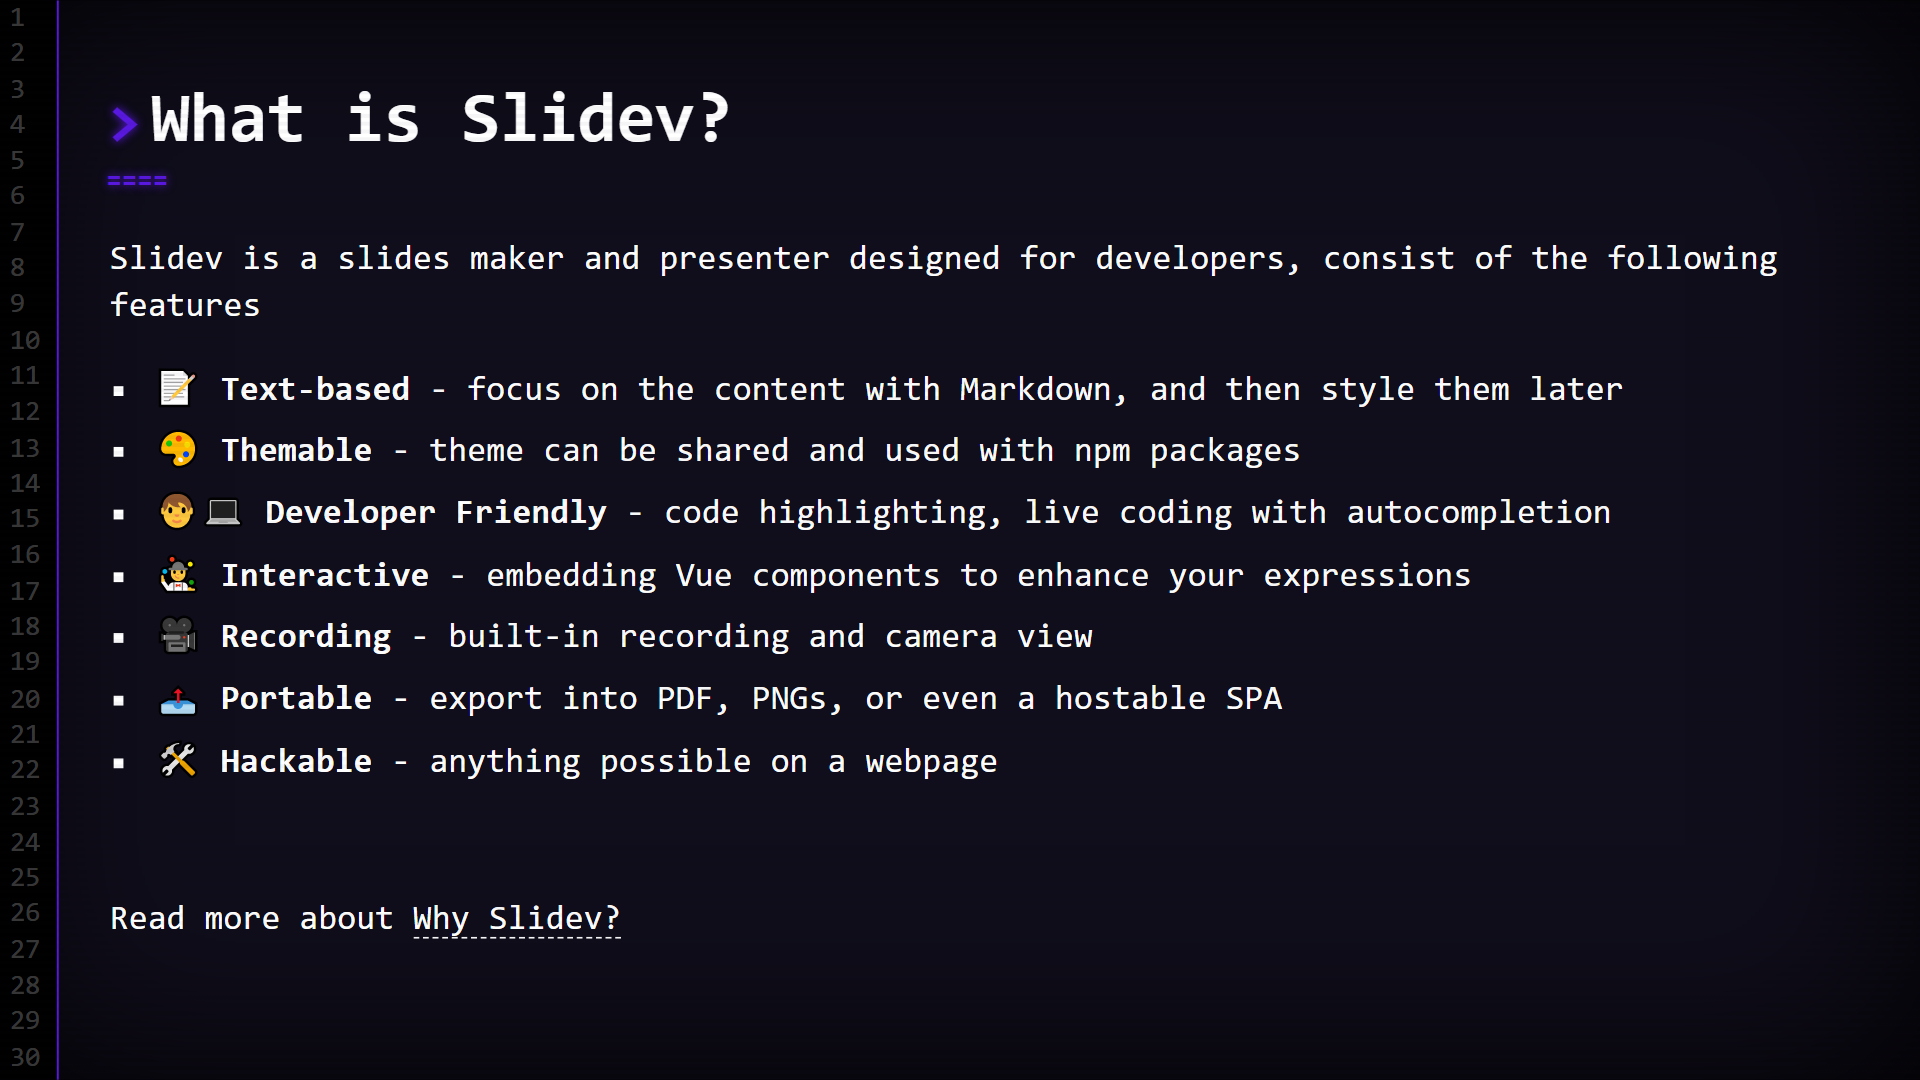 1
2
3
4
5
6
7
8
9
10
11
12
13
14
15
16
17
18
19
20
21
22
23
24
25
26
27
28
29
30
> What is Slidev?
====
Slidev is a slides maker and presenter designed for developers, consist of the following
features
▪ 📝 Text-based - focus on the content with Markdown, and then style them later
▪ 🎨 Themable - theme can be shared and used with npm packages
▪ 🧑‍💻 Developer Friendly - code highlighting, live coding with autocompletion
▪ 🤹 Interactive - embedding Vue components to enhance your expressions
▪ 🎥 Recording - built-in recording and camera view
▪ 📤 Portable - export into PDF, PNGs, or even a hostable SPA
▪ 🛠 Hackable - anything possible on a webpage
Read more about Why Slidev?